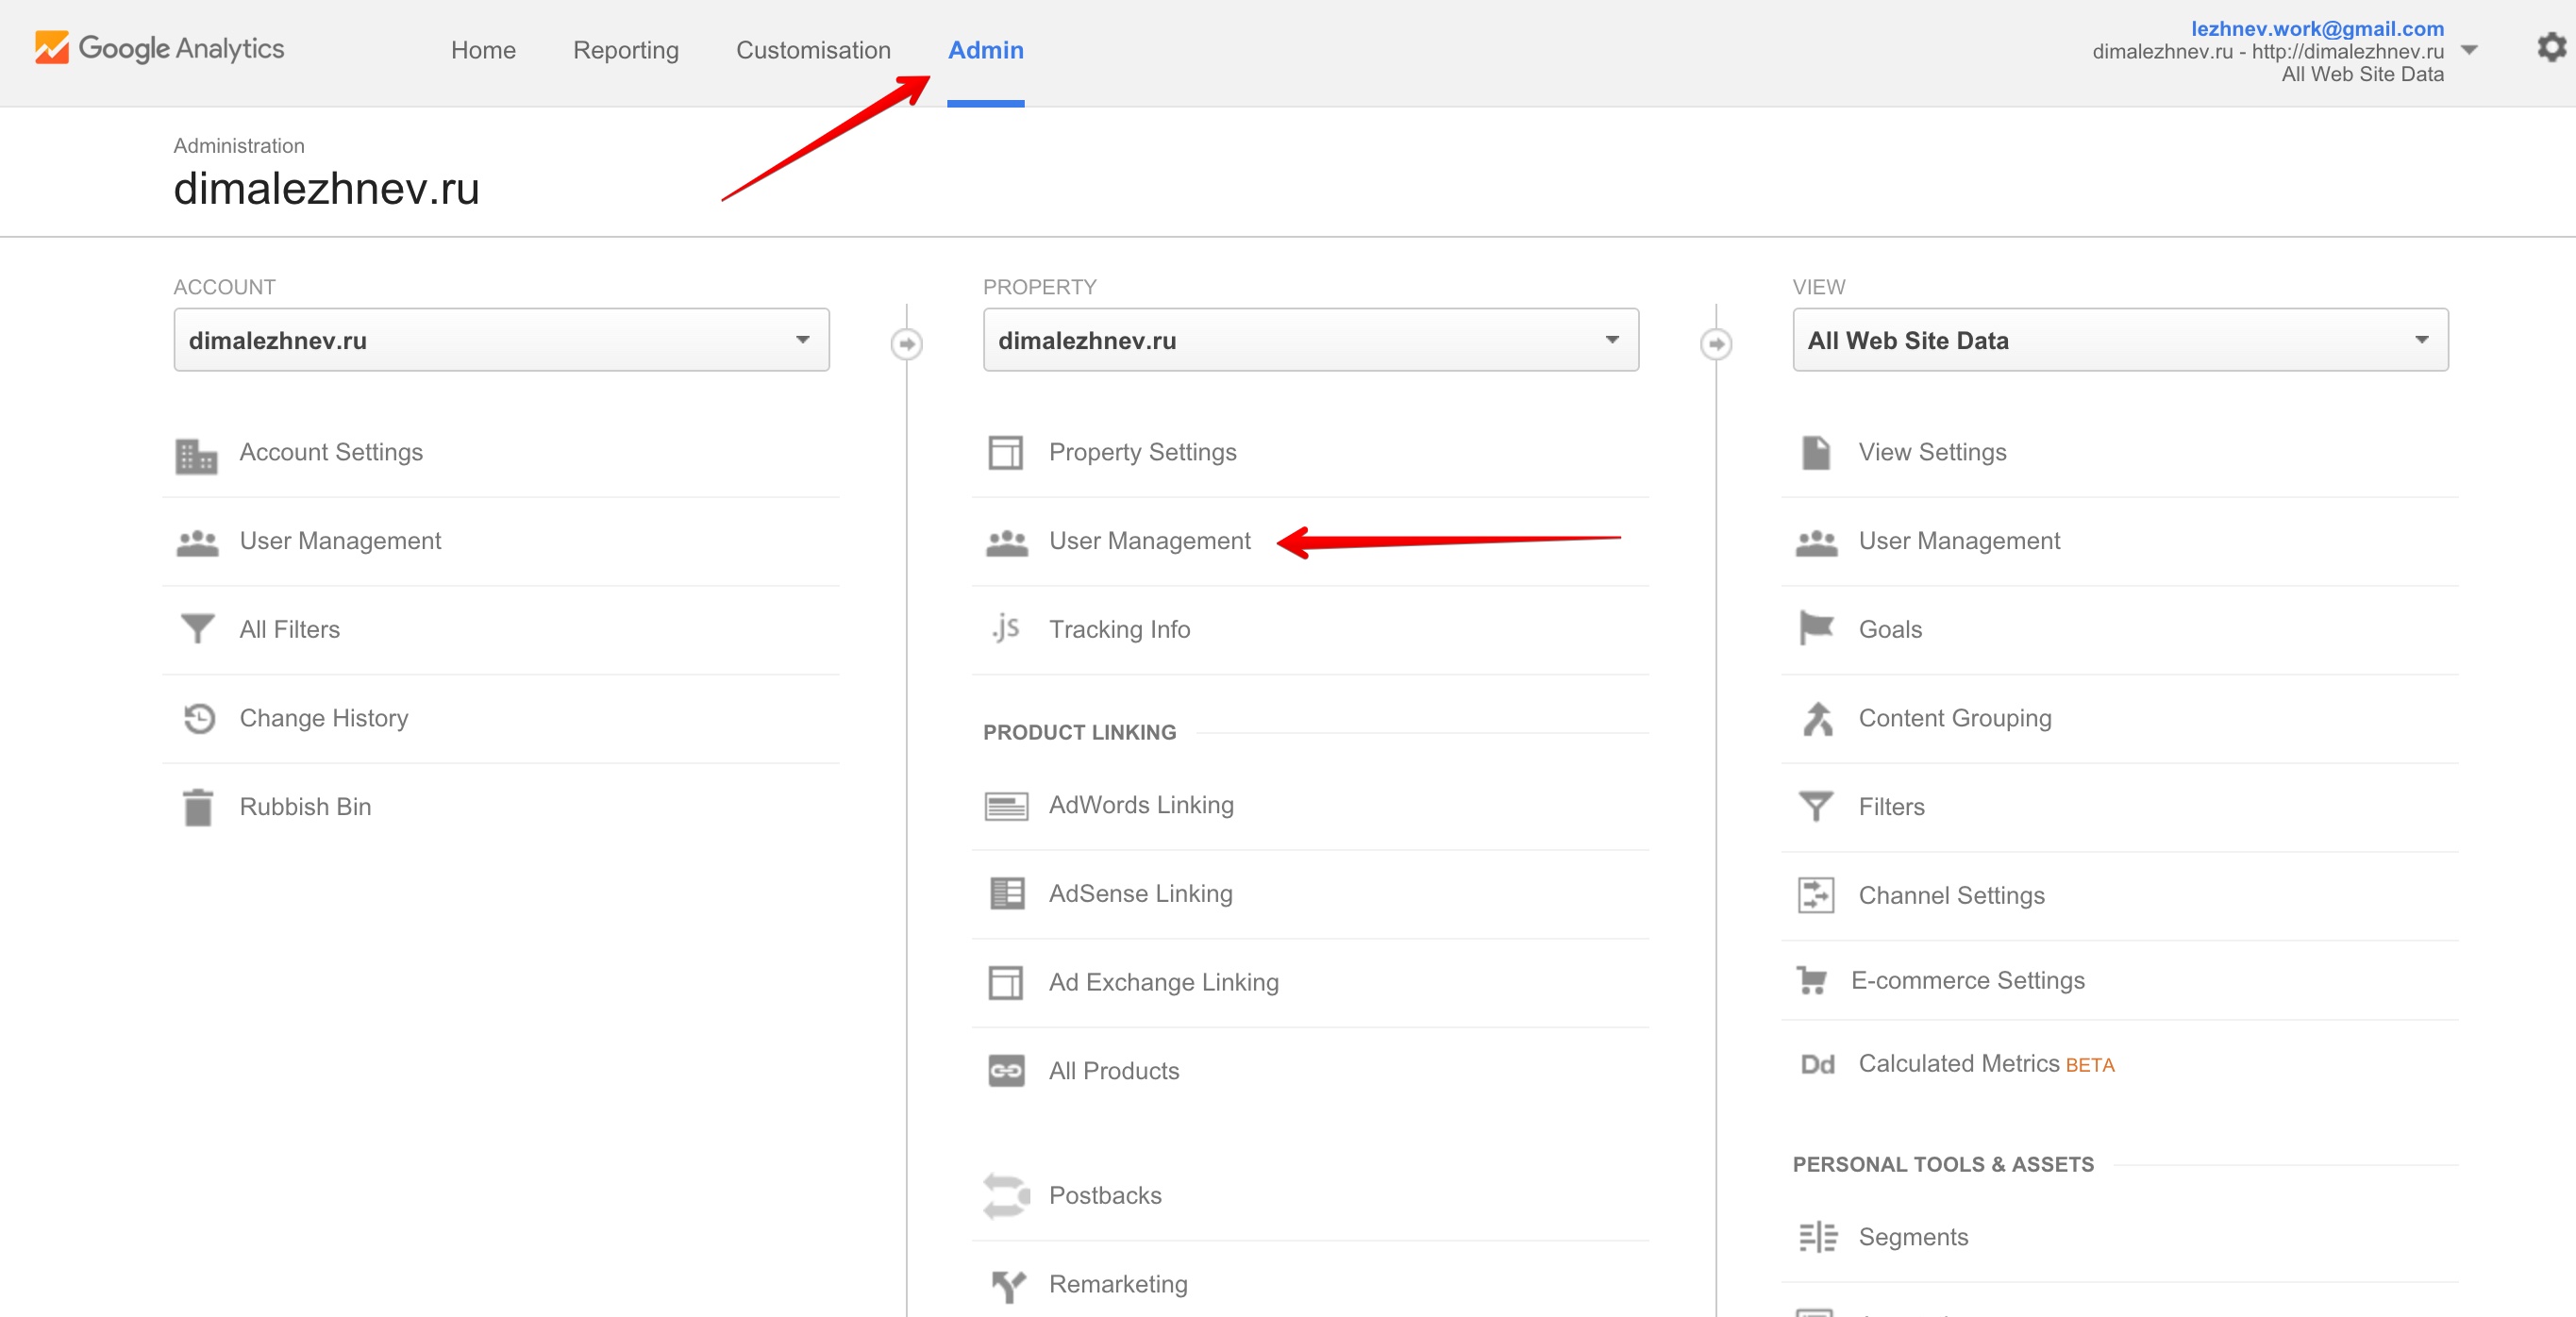 Google Analytics
Home
Reporting
Customisation
Admin
lezhnev.work@gmail.com
dimalezhnev.ru - http://dimalezhnev.ru
All Web Site Data
Administration
dimalezhnev.ru
ACCOUNT
dimalezhnev.ru
Account Settings
User Management
All Filters
Change History
Rubbish Bin
PROPERTY
dimalezhnev.ru
Property Settings
User Management
.js
Tracking Info
PRODUCT LINKING
AdWords Linking
AdSense Linking
Ad Exchange Linking
All Products
Postbacks
Remarketing
VIEW
All Web Site Data
View Settings
User Management
Goals
Content Grouping
Filters
Channel Settings
E-commerce Settings
Dd
Calculated Metrics BETA
PERSONAL TOOLS & ASSETS
Segments